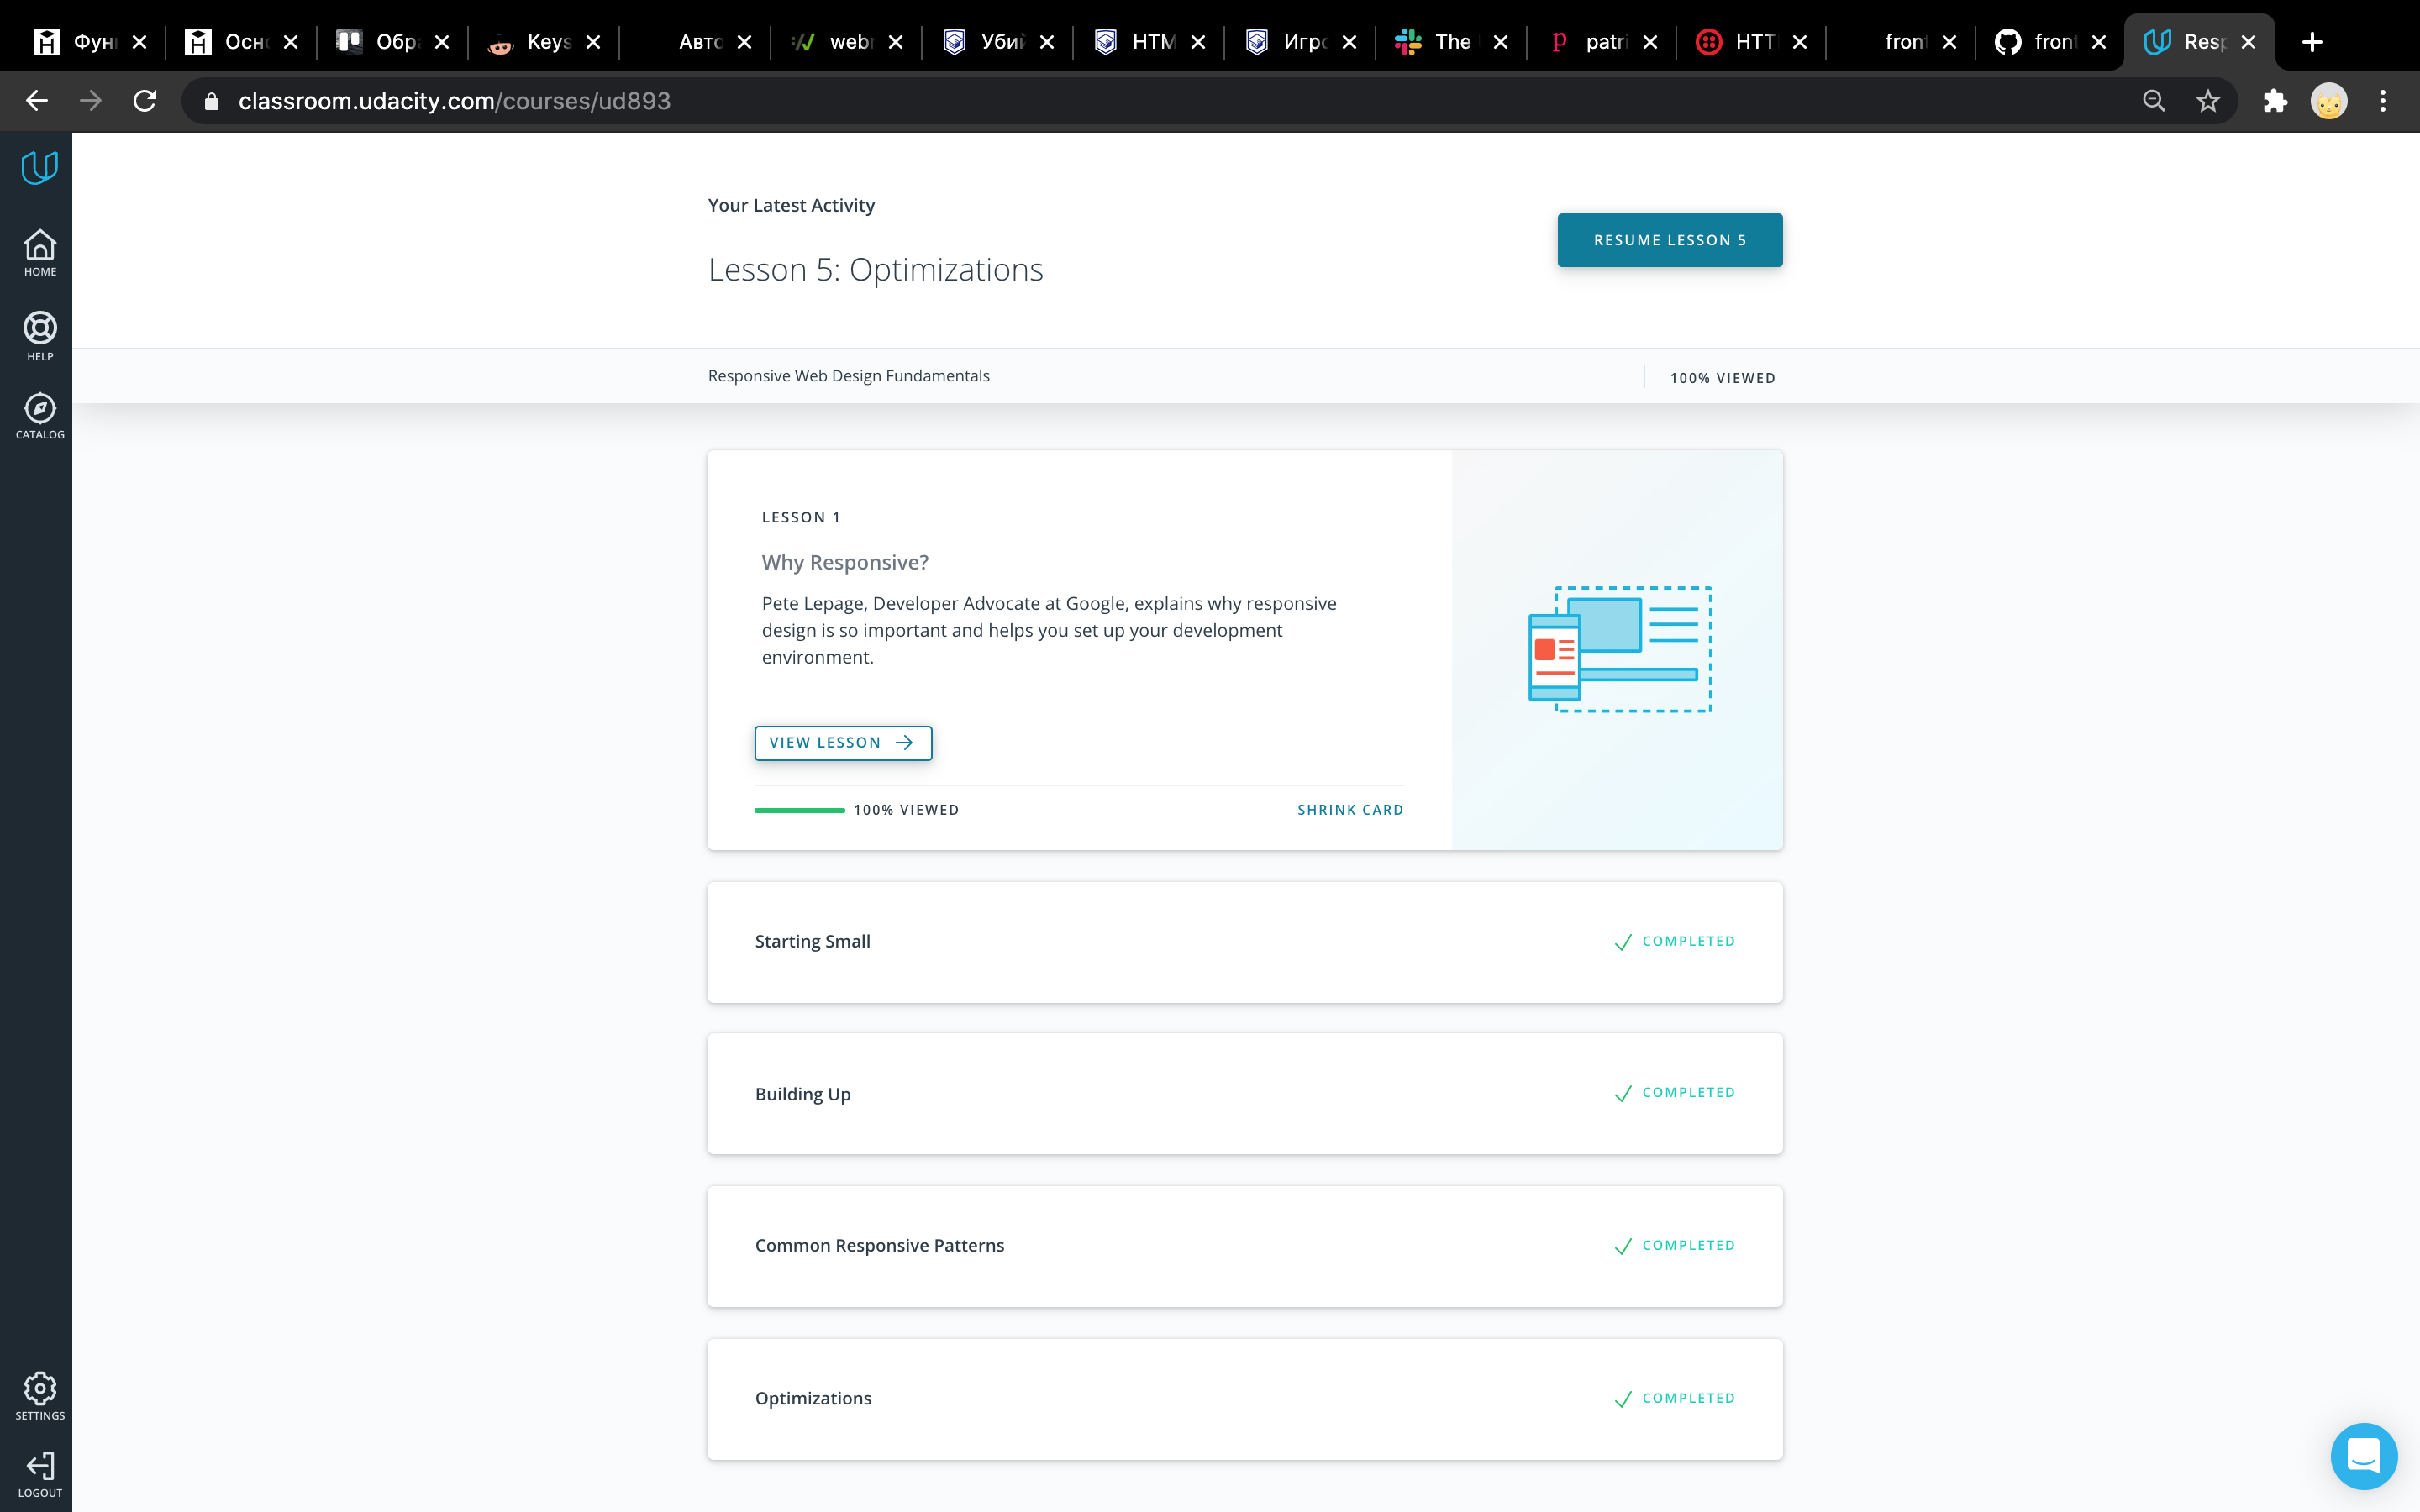 Фун
Осн
Обр
Keys
Авто
web
Убий
HTM
Игро
The
patri
HTT
front
front
Resp
classroom.udacity.com/courses/ud893
HOME
HELP
CATALOG
SETTINGS
LOGOUT
Your Latest Activity
RESUME LESSON 5
Lesson 5: Optimizations
Responsive Web Design Fundamentals
100% VIEWED
LESSON 1
Why Responsive?
Pete Lepage, Developer Advocate at Google, explains why responsive
design is so important and helps you set up your development
environment.
VIEW LESSON
100% VIEWED
SHRINK CARD
Starting Small
COMPLETED
Building Up
COMPLETED
Common Responsive Patterns
COMPLETED
Optimizations
COMPLETED